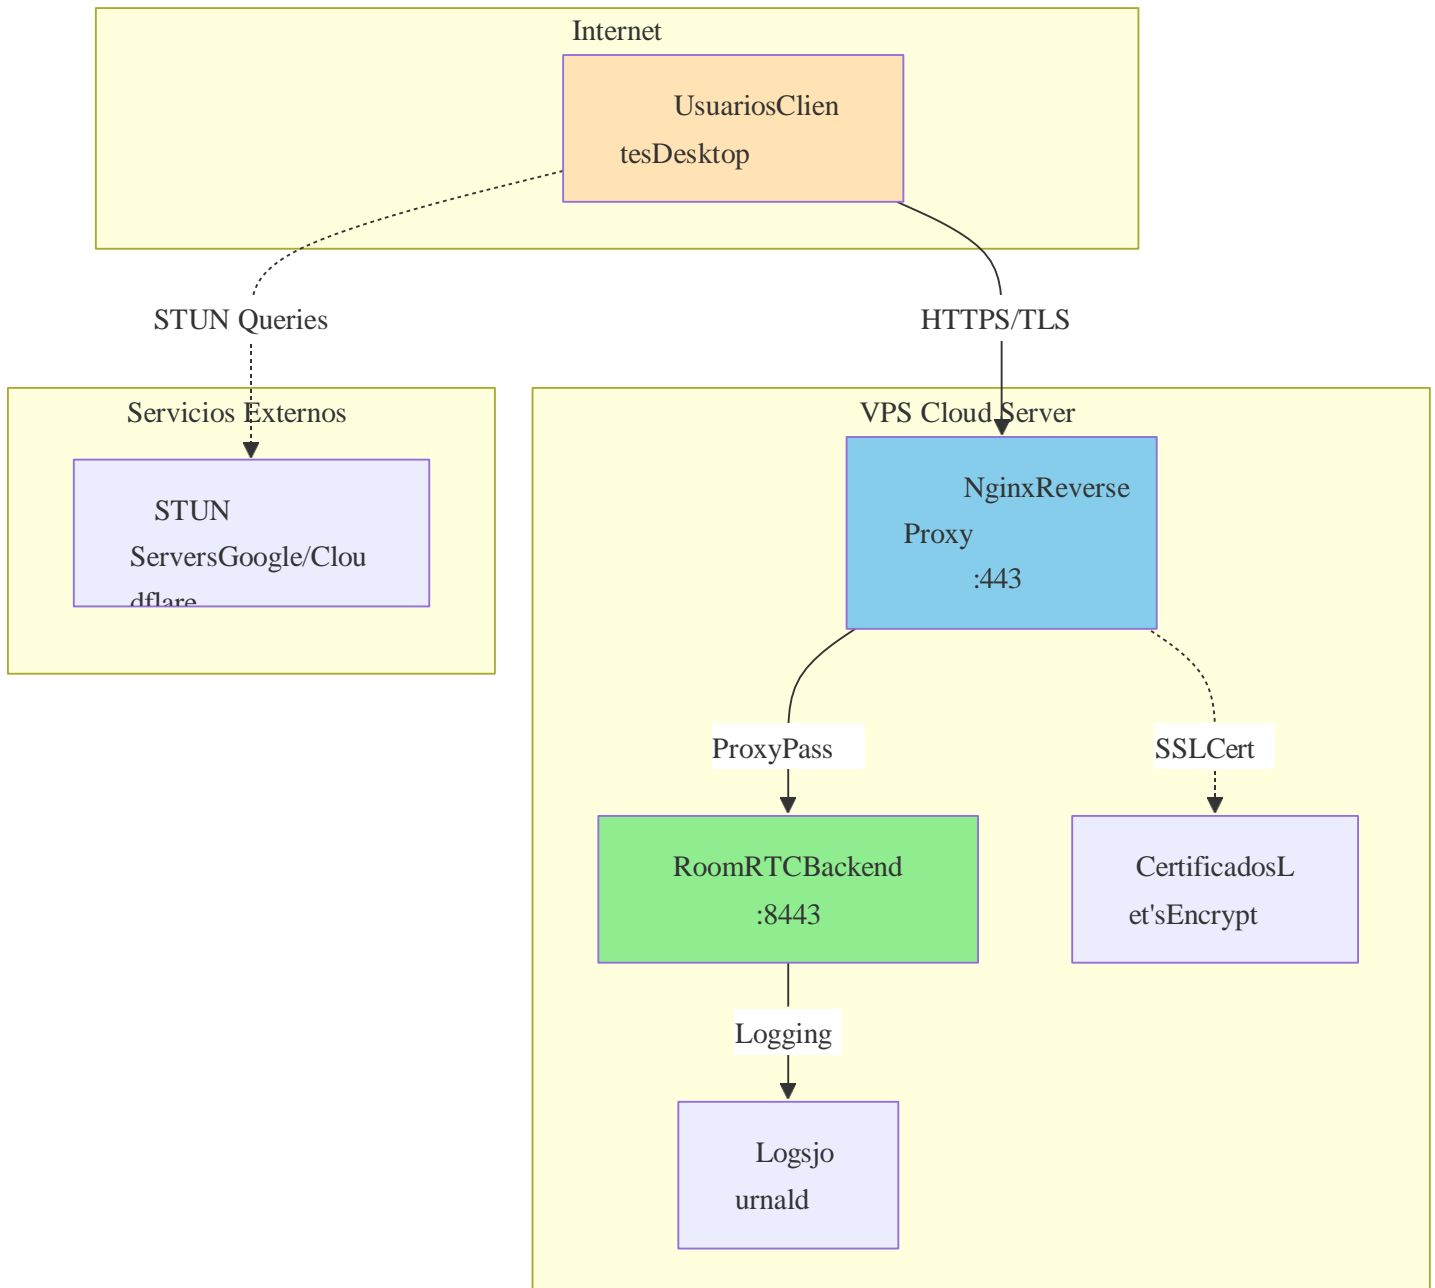 Internet
UsuariosClien
tesDesktop
STUN Queries
HTTPS/TLS
Servicios Externos
STUN
ServersGoogle/Clou
dflare
VPS Cloud Server
NginxReverse
Proxy
:443
ProxyPass
SSLCert
RoomRTCBackend
:8443
CertificadosL
et'sEncrypt
Logging
Logsjo
urnald